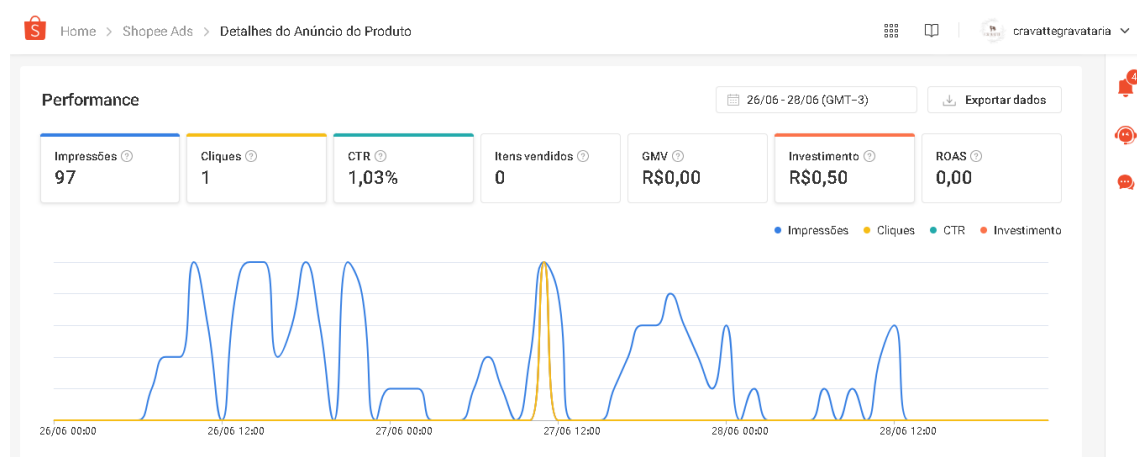 Home > Shopee Ads > Detalhes do Anúncio do Produto
cravattegravataria
4
Performance
26/06 - 28/06 (GMT-3)
Exportar dados
Impressões
97
Cliques
1
CTR
1,03%
Itens vendidos
0
GMV
R$0,00
Investimento
R$0,50
ROAS
0,00
Impressões Cliques CTR Investimento
26/06 00:00 26/06 12:00 27/06 00:00 27/06 12:00 28/06 00:00 28/06 12:00